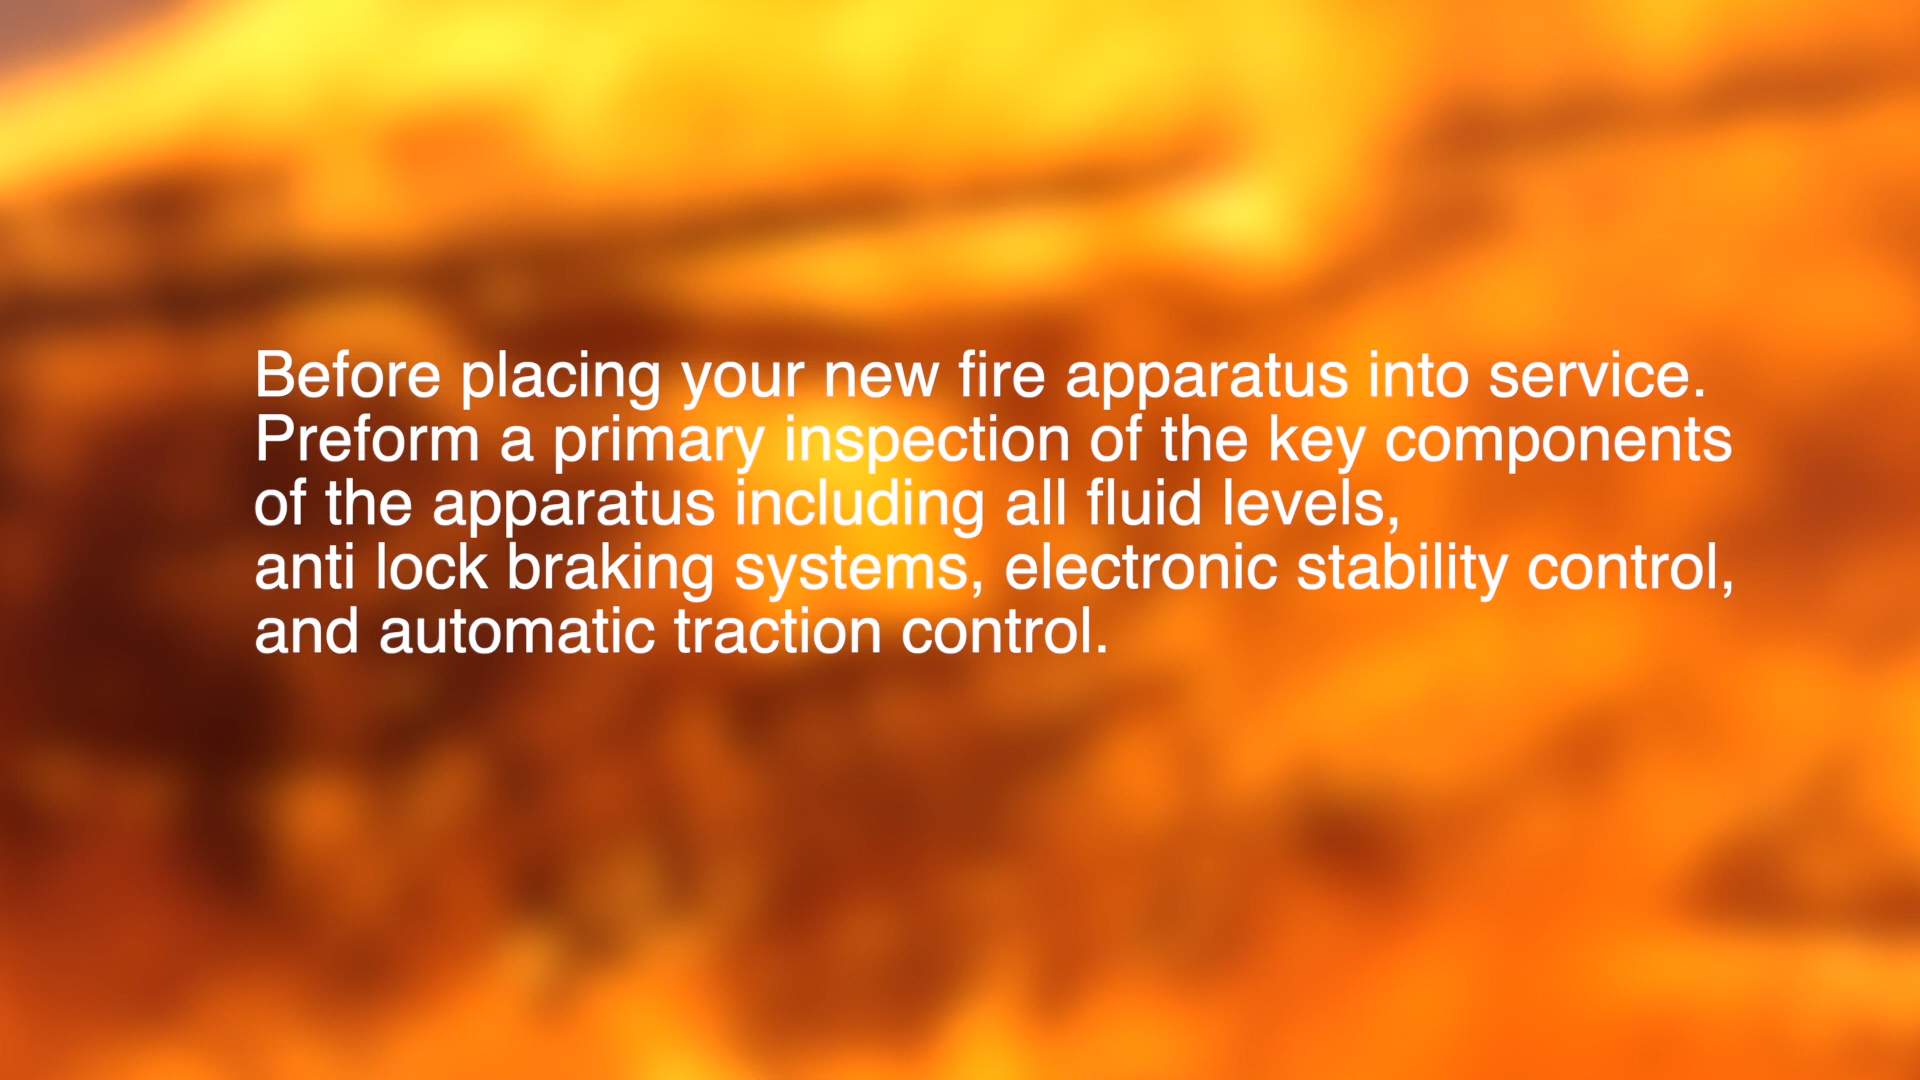 Before placing your new fire apparatus into service.
Preform a primary inspection of the key components
of the apparatus including all fluid levels,
anti lock braking systems, electronic stability control,
and automatic traction control.